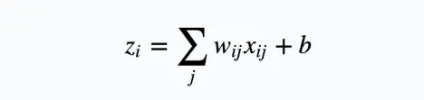 $z_i = \sum_j w_{ij} x_{ij} + b$